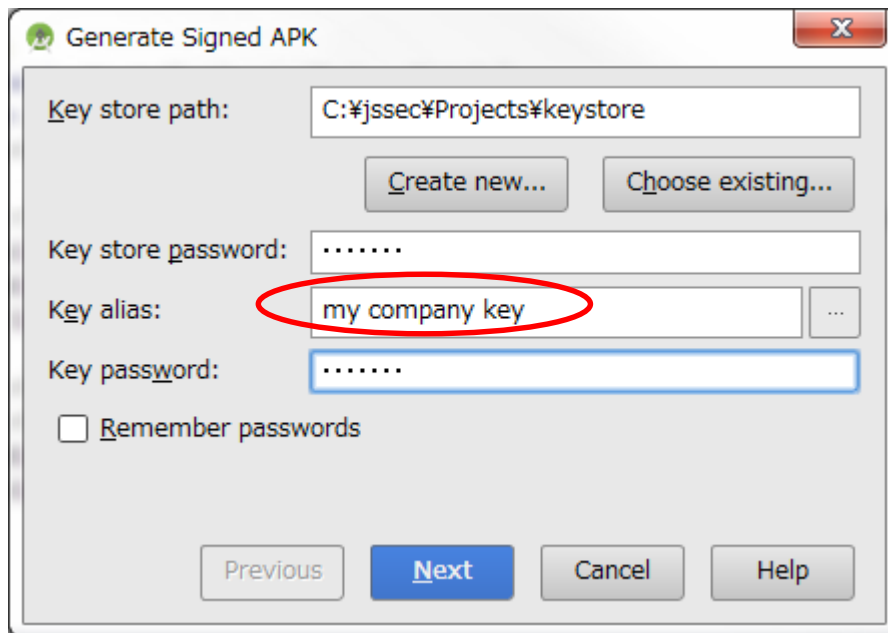 Generate Signed APK
Key store path: C:¥jssec¥Projects¥keystore
Create new... Choose existing...
Key store password: •••••••
Key alias: my company key ...
Key password: •••••••
Remember passwords
Previous Next Cancel Help